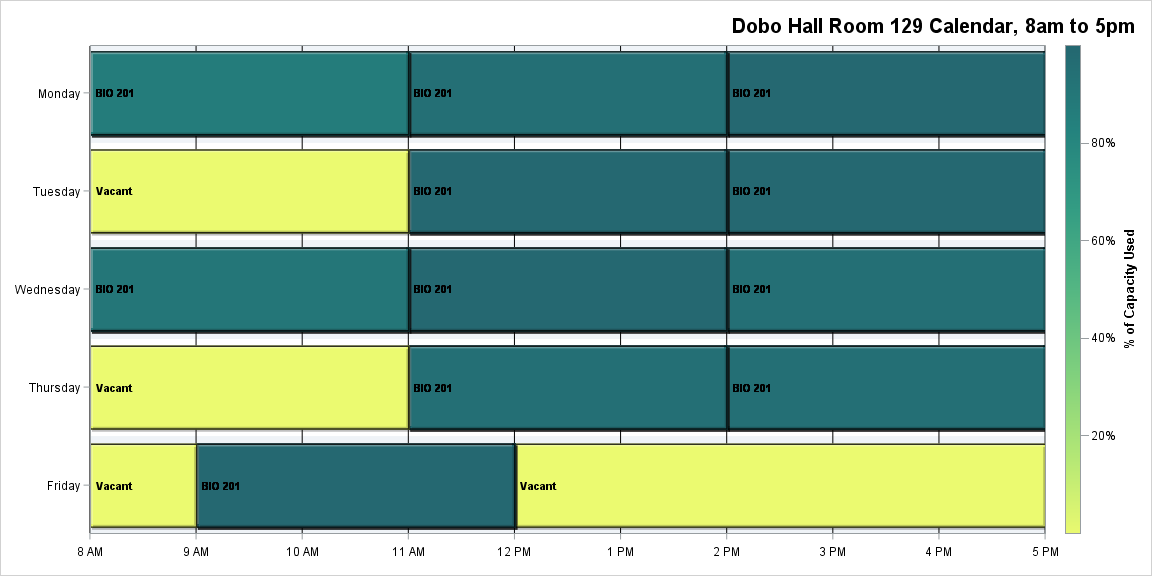 Dobo Hall Room 129 Calendar, 8am to 5pm
Monday
BIO 201
BIO 201
BIO 201
Tuesday
Vacant
BIO 201
BIO 201
Wednesday
BIO 201
BIO 201
BIO 201
Thursday
Vacant
BIO 201
BIO 201
Friday
Vacant
BIO 201
Vacant
8 AM
9 AM
10 AM
11 AM
12 PM
1 PM
2 PM
3 PM
4 PM
5 PM
80%
60%
40%
20%
% of Capacity Used